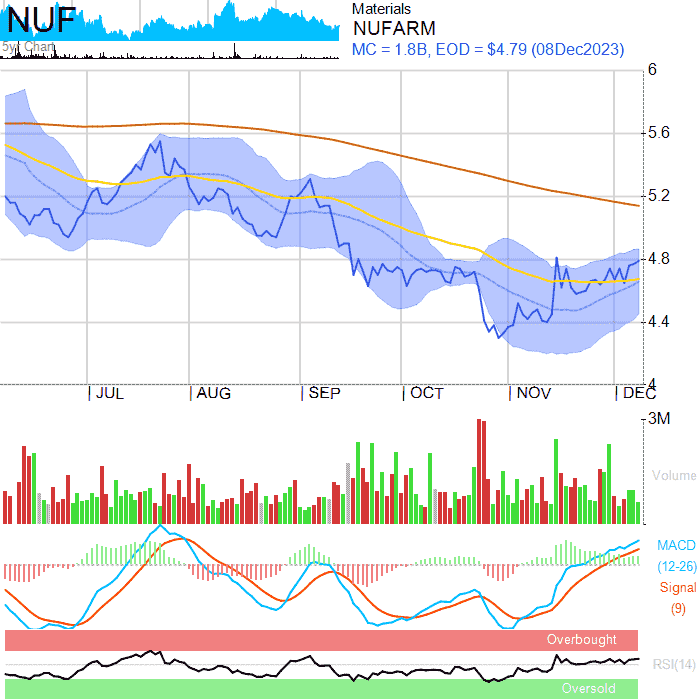 NUF
5yr Chart
Materials
NUFARM
MC = 1.8B, EOD = $4.79 (08Dec2023)
6
5.6
5.2
4.8
4.4
4
JUL AUG SEP OCT NOV DEC
3M
Volume
MACD
(12-26)
Signal
(9)
Overbought
RSI(14)
Oversold